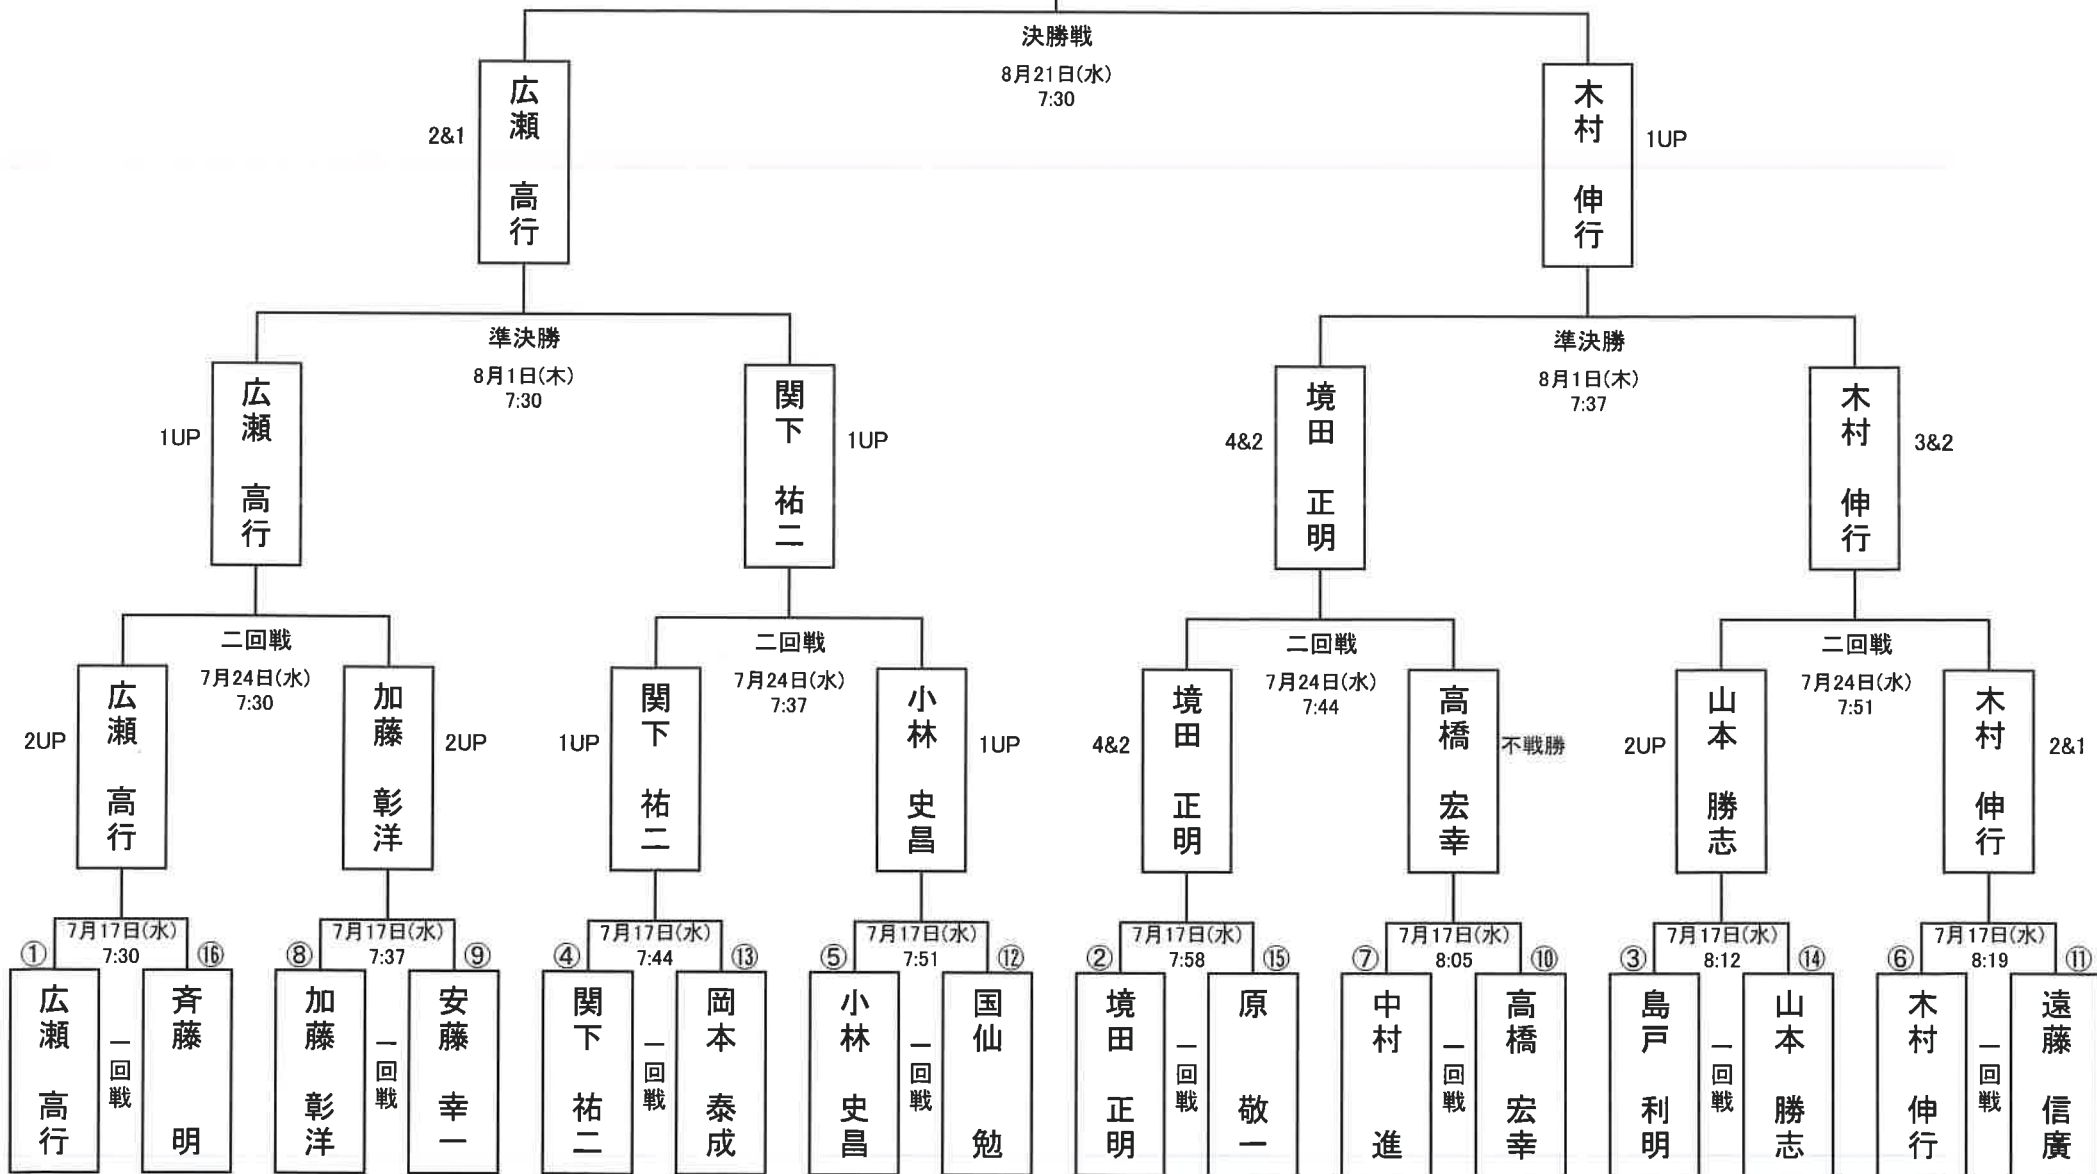 決勝戦
8月21日(水)
7:30
広瀬 高行
2&1
木村 伸行
1UP
準決勝
8月1日(木)
7:30
準決勝
8月1日(木)
7:37
1UP
広瀬 高行
関下 祐二
1UP
4&2
境田 正明
木村 伸行
3&2
二回戦
7月24日(水)
7:30
二回戦
7月24日(水)
7:37
二回戦
7月24日(水)
7:44
二回戦
7月24日(水)
7:51
2UP
広瀬 高行
加藤 彰洋
2UP
1UP
関下 祐二
小林 史昌
1UP
4&2
境田 正明
高橋 宏幸
不戦勝
2UP
山本 勝志
木村 伸行
2&1
7月17日(水)
7:30
①
広瀬 高行
一回戦
⑯
斉藤 明
7月17日(水)
7:37
⑧
加藤 彰洋
一回戦
⑨
安藤 幸一
7月17日(水)
7:44
④
関下 祐二
一回戦
⑬
岡本 泰成
7月17日(水)
7:51
⑤
小林 史昌
一回戦
⑫
国仙 勉
7月17日(水)
7:58
②
境田 正明
一回戦
⑮
原 敬一
7月17日(水)
8:05
⑦
中村 進
一回戦
⑩
高橋 宏幸
7月17日(水)
8:12
③
島戸 利明
一回戦
⑭
山本 勝志
7月17日(水)
8:19
⑥
木村 伸行
一回戦
⑪
遠藤 信廣